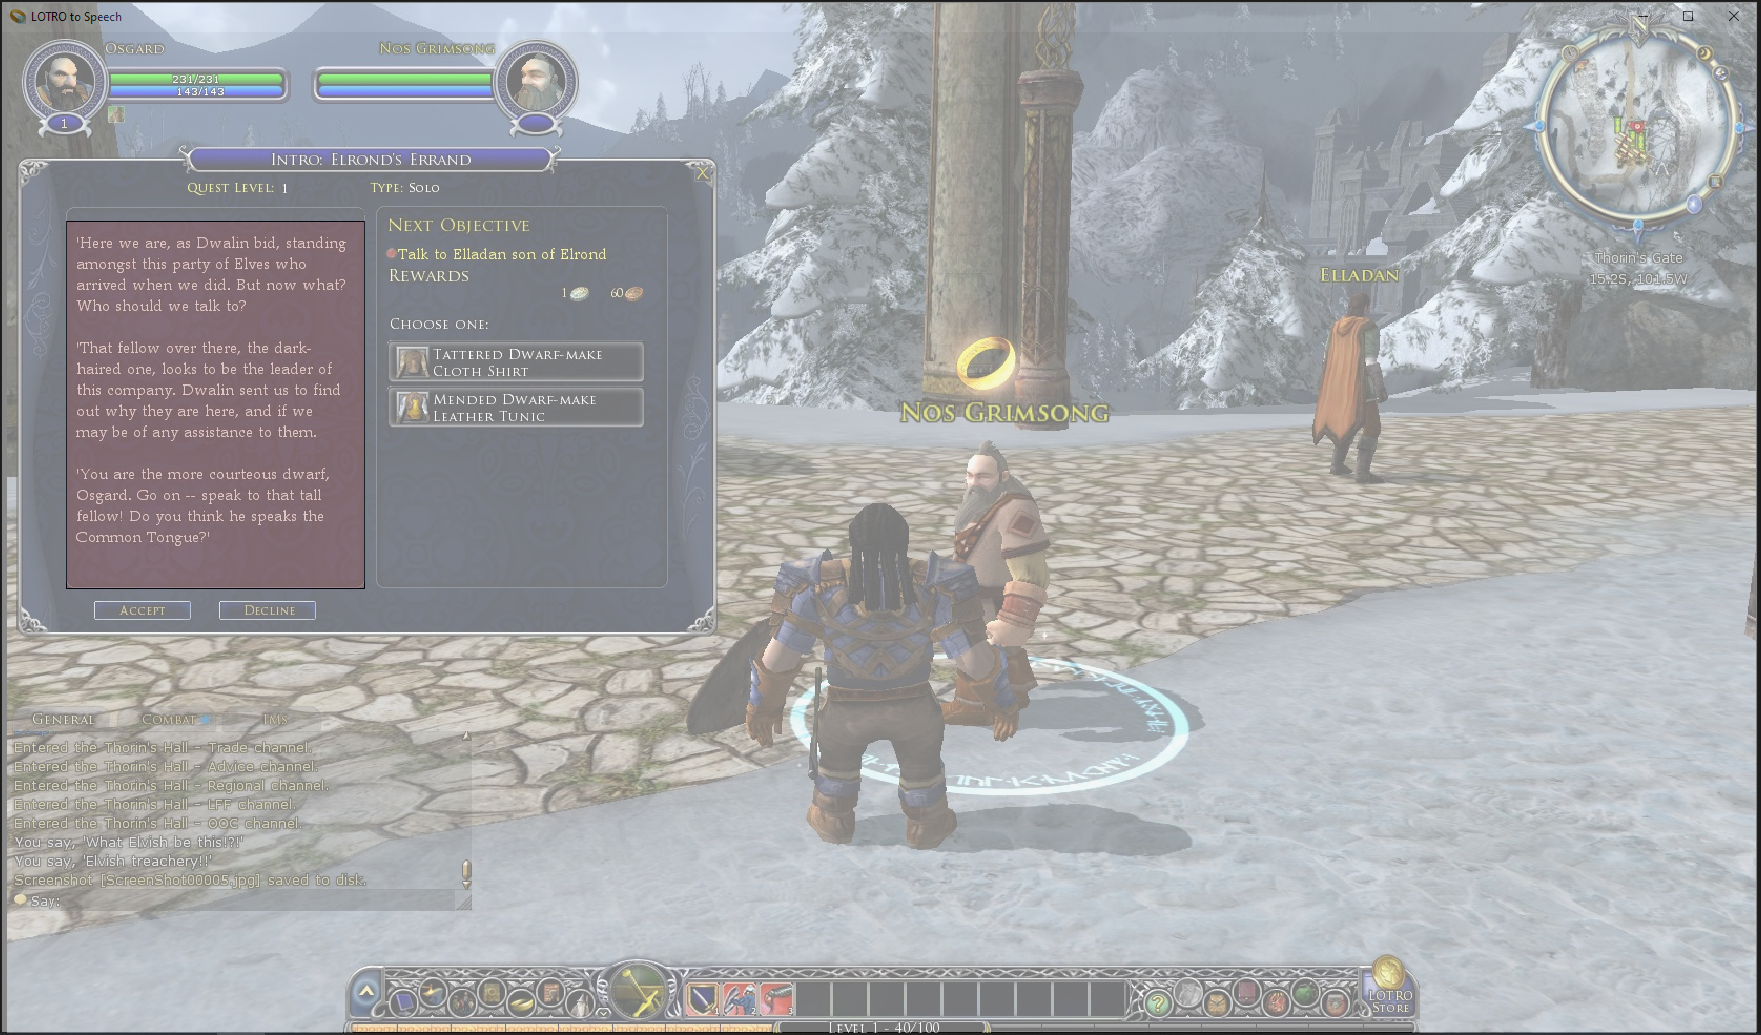 LOTRO to Speech
Osgard
231/231
143/143
1
Nos Grimsong
Intro: Elrond's Errand
Quest Level: 1
Type: Solo
X
'Here we are, as Dwalin bid, standing
amongst this party of Elves who
arrived when we did. But now what?
Who should we talk to?
'That fellow over there, the dark-
haired one, looks to be the leader of
this company. Dwalin sent us to find
out why they are here, and if we
may be of any assistance to them.
'You are the more courteous dwarf,
Osgard. Go on -- speak to that tall
fellow! Do you think he speaks the
Common Tongue?'
Accept
Decline
Next Objective
Talk to Elladan son of Elrond
Rewards
1 60
Choose one:
Tattered Dwarf-make
Cloth Shirt
Mended Dwarf-make
Leather Tunic
Elladan
Nos Grimsong
Thorin's Gate
15.2S, 101.5W
General
Combat
IMs
Entered the Thorin's Hall - Trade channel.
Entered the Thorin's Hall - Advice channel.
Entered the Thorin's Hall - Regional channel.
Entered the Thorin's Hall - LFF channel.
Entered the Thorin's Hall - OOC channel.
You say, 'What Elvish be this!?!'
You say, 'Elvish treachery!!'
Screenshot [ScreenShot00005.jpg] saved to disk.
Say:
1
2
3
?
LOTRO
Store
Level 1 - 40/100